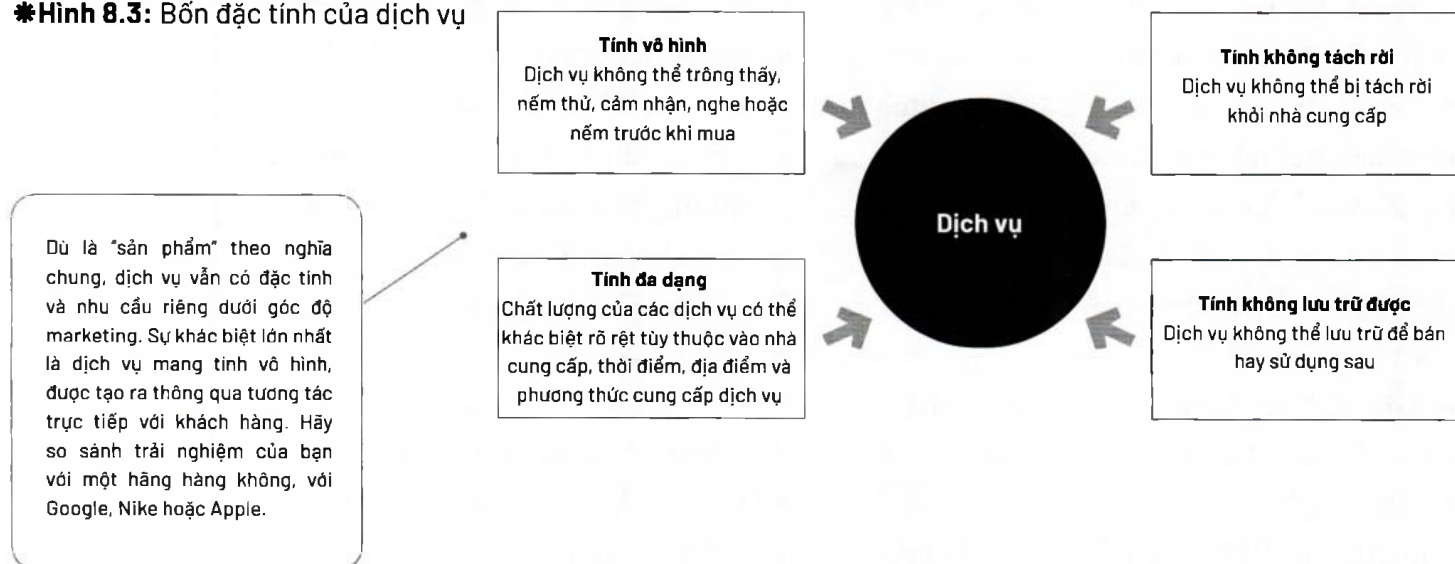 ✱Hình 8.3: Bốn đặc tính của dịch vụ
Tính vô hình
Dịch vụ không thể trông thấy,
nếm thử, cảm nhận, nghe hoặc
nếm trước khi mua
Tính không tách rời
Dịch vụ không thể bị tách rời
khỏi nhà cung cấp
Dịch vụ
Dù là "sản phẩm" theo nghĩa
chung, dịch vụ vẫn có đặc tính
và nhu cầu riêng dưới góc độ
marketing. Sự khác biệt lớn nhất
là dịch vụ mang tính vô hình,
được tạo ra thông qua tương tác
trực tiếp với khách hàng. Hãy
so sánh trải nghiệm của bạn
với một hãng hàng không, với
Google, Nike hoặc Apple.
Tính đa dạng
Chất lượng của các dịch vụ có thể
khác biệt rõ rệt tùy thuộc vào nhà
cung cấp, thời điểm, địa điểm và
phương thức cung cấp dịch vụ
Tính không lưu trữ được
Dịch vụ không thể lưu trữ để bán
hay sử dụng sau